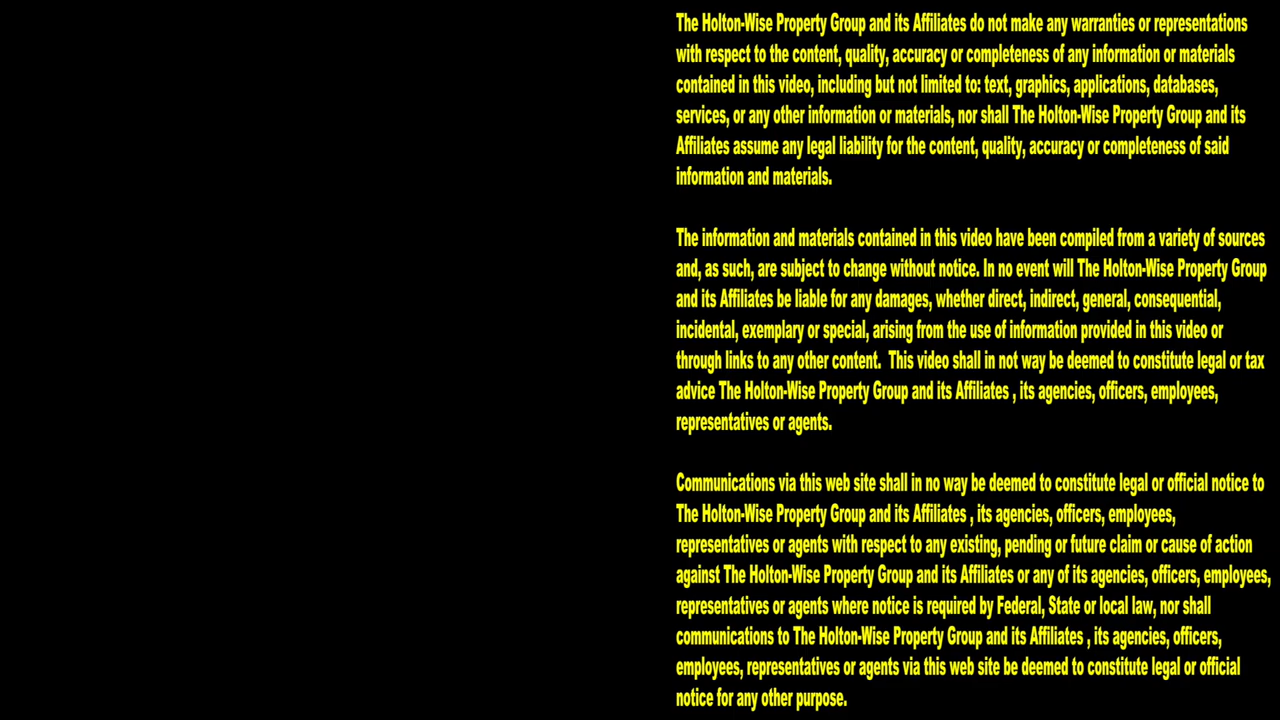 The Holton-Wise Property Group and its Affiliates do not make any warranties or representations
with respect to the content, quality, accuracy or completeness of any information or materials
contained in this video, including but not limited to: text, graphics, applications, databases,
services, or any other information or materials, nor shall The Holton-Wise Property Group and its
Affiliates assume any legal liability for the content, quality, accuracy or completeness of said
information and materials.
The information and materials contained in this video have been compiled from a variety of sources
and, as such, are subject to change without notice. In no event will The Holton-Wise Property Group
and its Affiliates be liable for any damages, whether direct, indirect, general, consequential,
incidental, exemplary or special, arising from the use of information provided in this video or
through links to any other content.  This video shall in not way be deemed to constitute legal or tax
advice The Holton-Wise Property Group and its Affiliates , its agencies, officers, employees,
representatives or agents.
Communications via this web site shall in no way be deemed to constitute legal or official notice to
The Holton-Wise Property Group and its Affiliates , its agencies, officers, employees,
representatives or agents with respect to any existing, pending or future claim or cause of action
against The Holton-Wise Property Group and its Affiliates or any of its agencies, officers, employees,
representatives or agents where notice is required by Federal, State or local law, nor shall
communications to The Holton-Wise Property Group and its Affiliates , its agencies, officers,
employees, representatives or agents via this web site be deemed to constitute legal or official
notice for any other purpose.